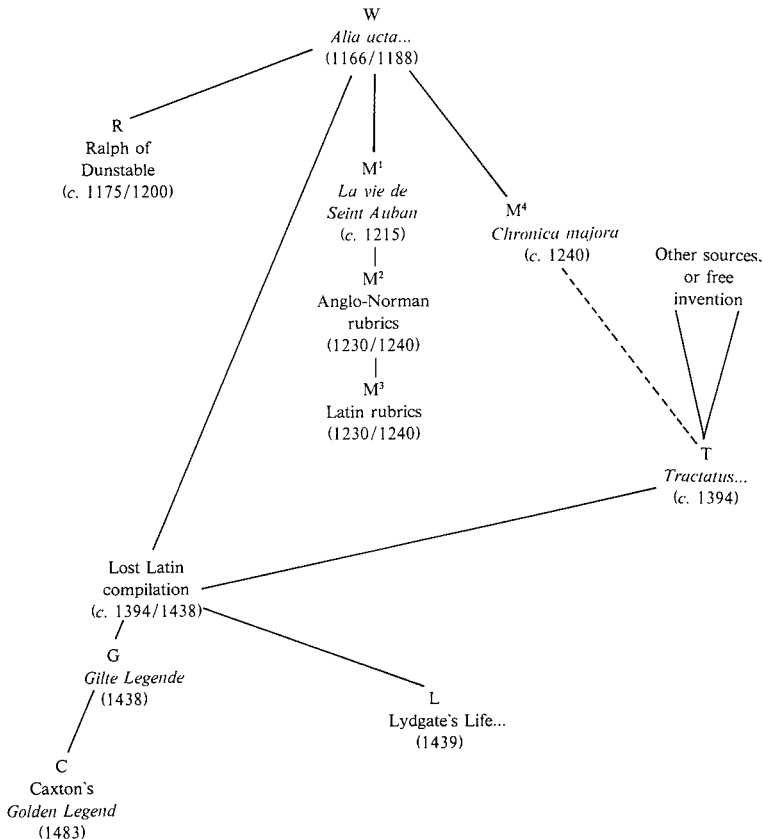 W
Alia acta...
(1166/1188)
R
Ralph of
Dunstable
(c. 1175/1200)
M¹
La vie de
Seint Auban
(c. 1215)
M²
Anglo-Norman
rubrics
(1230/1240)
M³
Latin rubrics
(1230/1240)
M⁴
Chronica majora
(c. 1240)
Other sources,
or free
invention
T
Tractatus...
(c. 1394)
Lost Latin
compilation
(c. 1394/1438)
G
Gilte Legende
(1438)
L
Lydgate's Life...
(1439)
C
Caxton's
Golden Legend
(1483)